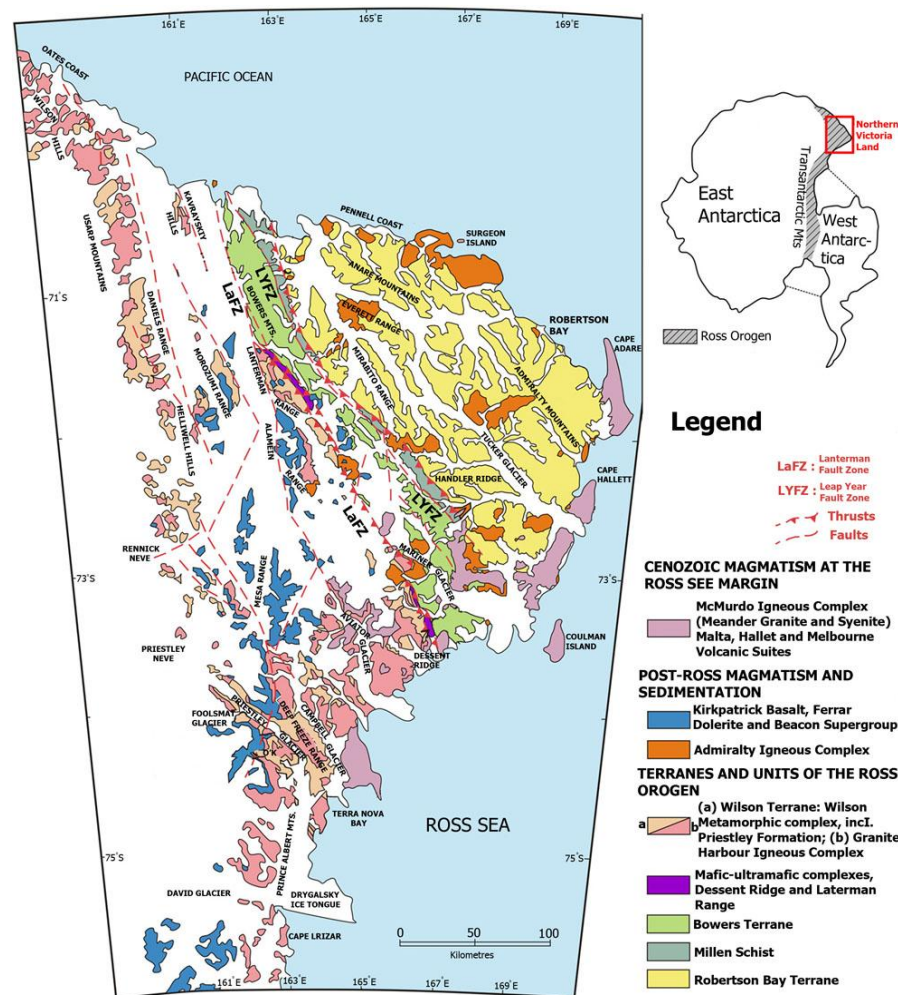 161°E
163°E
165°E
167°E
169°E
OATES COAST
PACIFIC OCEAN
WILSON
HILLS
USARP MOUNTAINS
KAVRAYSKIY
HILLS
PENNELL COAST
SURGEON
ISLAND
71°S
LYFZ
BOWERS MTS.
LaFZ
ANARE MOUNTAINS
EVERETT RANGE
ROBERTSON
BAY
CAPE
ADARE
DANIELS RANGE
MOROZUMI RANGE
LANTERMAN
RANGE
MIRABITO RANGE
ADMIRALTY MOUNTAINS
HELLIWELL HILLS
ALAMEIN
RANGE
TUCKER GLACIER
HANDLER RIDGE
CAPE
HALLETT
LYFZ
LaFZ
RENNICK
NEVE
MESA RANGE
MARINER GLACIER
73°S
73°S
PRIESTLEY
NEVE
AVIATOR
GLACIER
DESSENT
RIDGE
COULMAN
ISLAND
FOOLSMAT
GLACIER
PRIESTLEY
GLACIER
DEEP FREEZE RANGE
CAMPBELL GLACIER
TERRA NOVA
BAY
ROSS SEA
75°S
75°S
PRINCE ALBERT MTS.
DAVID GLACIER
DRYGALSKY
ICE TONGUE
CAPE LRIZAR
0 50 100
Kilometres
161°E
163°E
165°E
167°E
169°E
Northern
Victoria
Land
East
Antarctica
Transantarctic Mts
West
Antarc-
tica
Ross Orogen
Legend
LaFZ : Lanterman
Fault Zone
LYFZ : Leap Year
Fault Zone
Thrusts
Faults
CENOZOIC MAGMATISM AT THE
ROSS SEE MARGIN
McMurdo Igneous Complex
(Meander Granite and Syenite)
Malta, Hallet and Melbourne
Volcanic Suites
POST-ROSS MAGMATISM AND
SEDIMENTATION
Kirkpatrick Basalt, Ferrar
Dolerite and Beacon Supergroup
Admiralty Igneous Complex
TERRANES AND UNITS OF THE ROSS
OROGEN
a b
(a) Wilson Terrane: Wilson
Metamorphic complex, incI.
Priestley Formation; (b) Granite
Harbour Igneous Complex
Mafic-ultramafic complexes,
Dessent Ridge and Laterman
Range
Bowers Terrane
Millen Schist
Robertson Bay Terrane